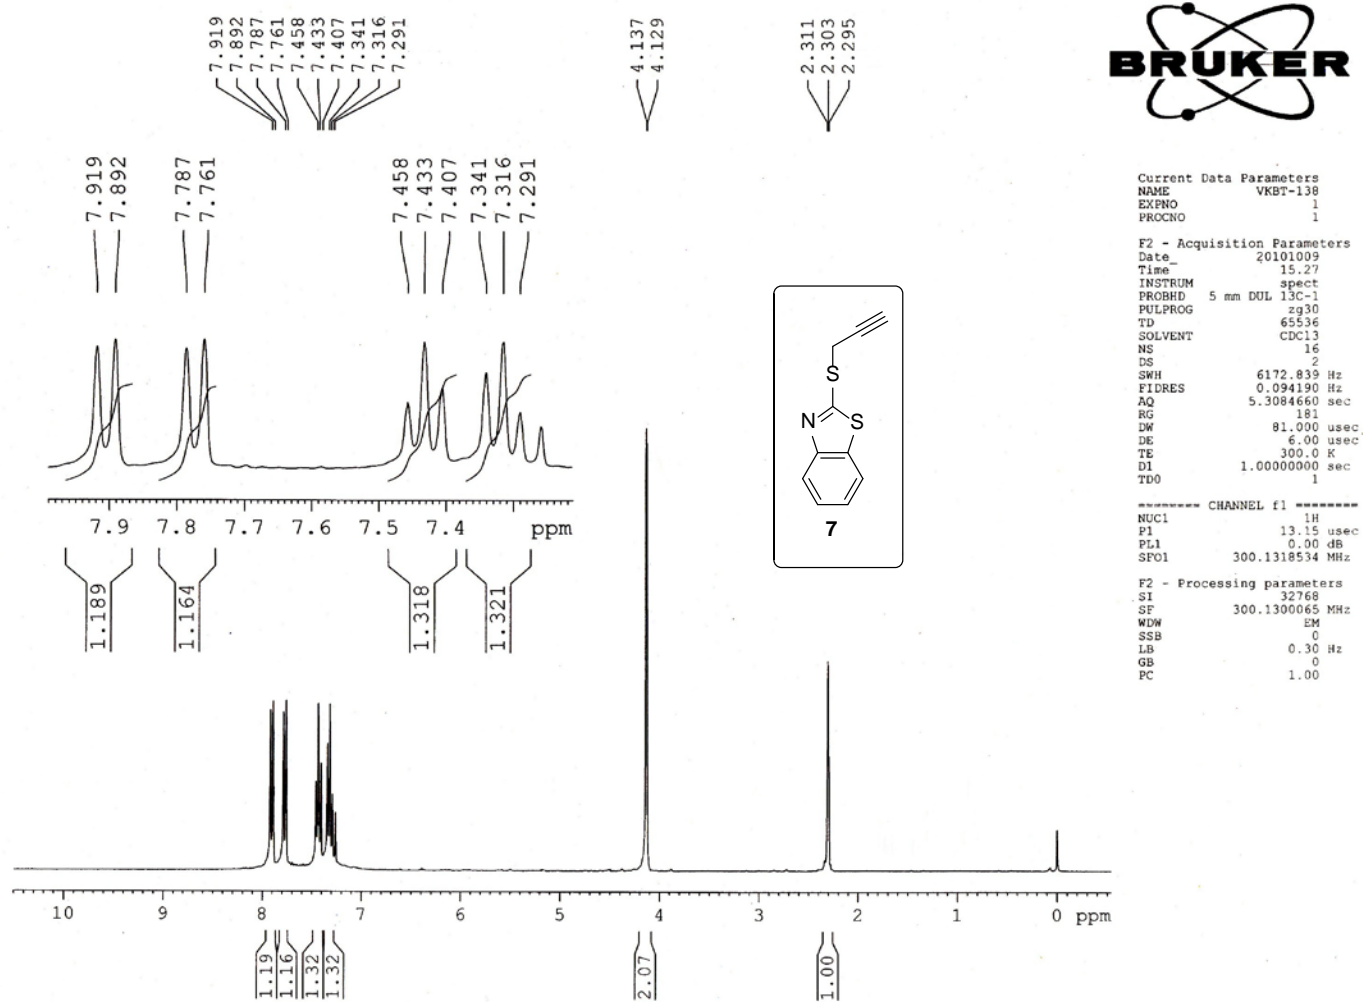 7.919
7.892
7.787
7.761
7.458
7.433
7.407
7.341
7.316
7.291
4.137
4.129
2.311
2.303
2.295
BRUKER
7.919
7.892
7.787
7.761
7.458
7.433
7.407
7.341
7.316
7.291
7.9 7.8 7.7 7.6 7.5 7.4 ppm
1.189
1.164
1.318
1.321
S
N
S
7
Current Data Parameters
NAME VKBT-138
EXPNO 1
PROCNO 1
F2 - Acquisition Parameters
Date_ 20101009
Time 15.27
INSTRUM spect
PROBHD 5 mm DUL 13C-1
PULPROG zg30
TD 65536
SOLVENT CDCl3
NS 16
DS 2
SWH 6172.839 Hz
FIDRES 0.094190 Hz
AQ 5.3084660 sec
RG 181
DW 81.000 usec
DE 6.00 usec
TE 300.0 K
D1 1.00000000 sec
TD0 1
======== CHANNEL f1 ========
NUC1 1H
P1 13.15 usec
PL1 0.00 dB
SFO1 300.1318534 MHz
F2 - Processing parameters
SI 32768
SF 300.1300065 MHz
WDW EM
SSB 0
LB 0.30 Hz
GB 0
PC 1.00
10 9 8 7 6 5 4 3 2 1 0 ppm
1.19
1.16
1.32
1.32
2.07
1.00